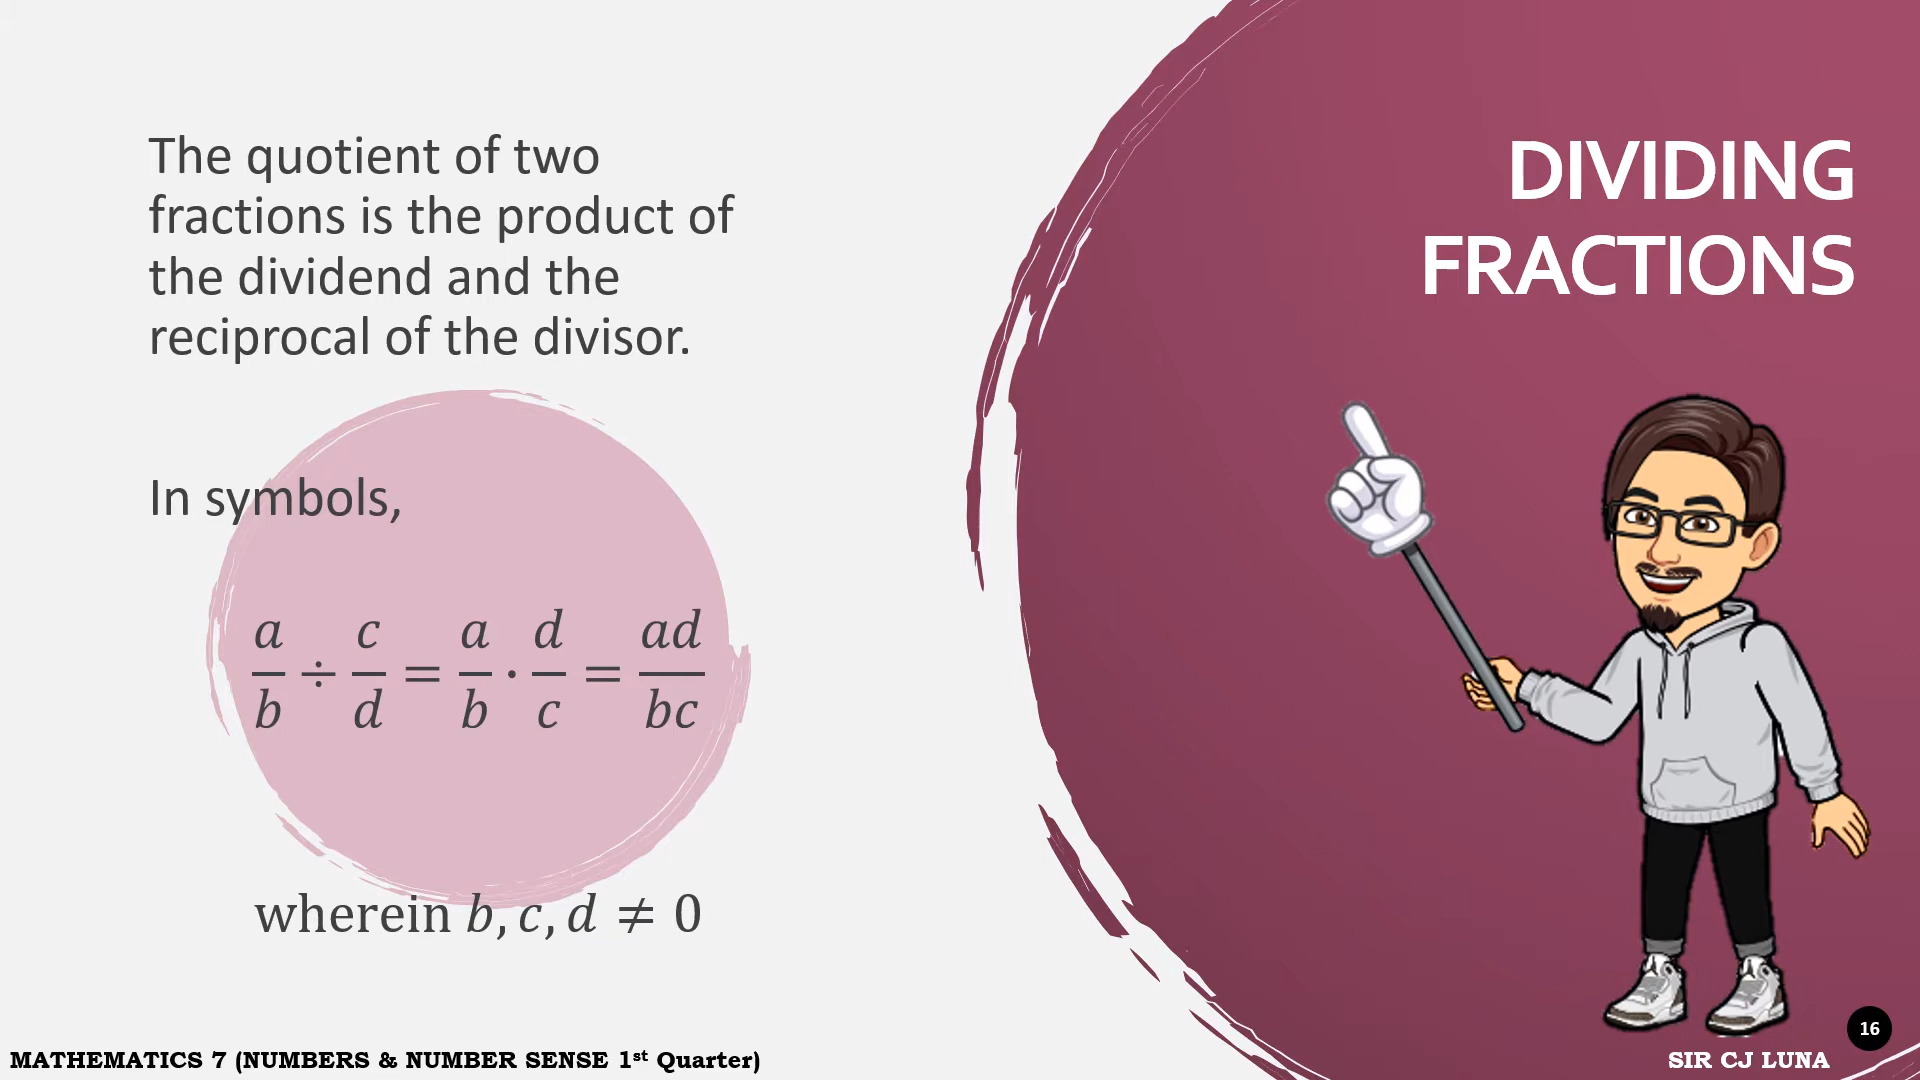 The quotient of two
fractions is the product of
the dividend and the
reciprocal of the divisor.
In symbols,
a/b ÷ c/d = a/b · d/c = ad/bc
wherein b, c, d ≠ 0
DIVIDING
FRACTIONS
16
MATHEMATICS 7 (NUMBERS & NUMBER SENSE 1st Quarter)
SIR CJ LUNA